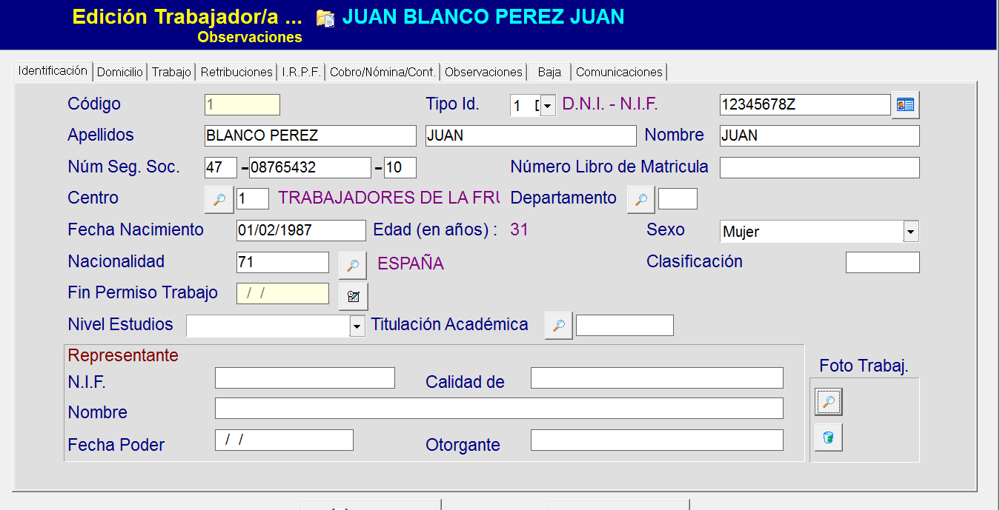 Edición Trabajador/a ... JUAN BLANCO PEREZ JUAN
Observaciones
Identificación Domicilio Trabajo Retribuciones I.R.P.F. Cobro/Nómina/Cont. Observaciones Baja Comunicaciones
Código 1 Tipo Id. 1 D.N.I. - N.I.F. 12345678Z
Apellidos BLANCO PEREZ JUAN Nombre JUAN
Núm Seg. Soc. 47 -08765432 -10 Número Libro de Matricula
Centro 1 TRABAJADORES DE LA FRU Departamento
Fecha Nacimiento 01/02/1987 Edad (en años) : 31 Sexo Mujer
Nacionalidad 71 ESPAÑA Clasificación
Fin Permiso Trabajo / /
Nivel Estudios Titulación Académica
Representante
Foto Trabaj.
N.I.F. Calidad de
Nombre
Fecha Poder / / Otorgante